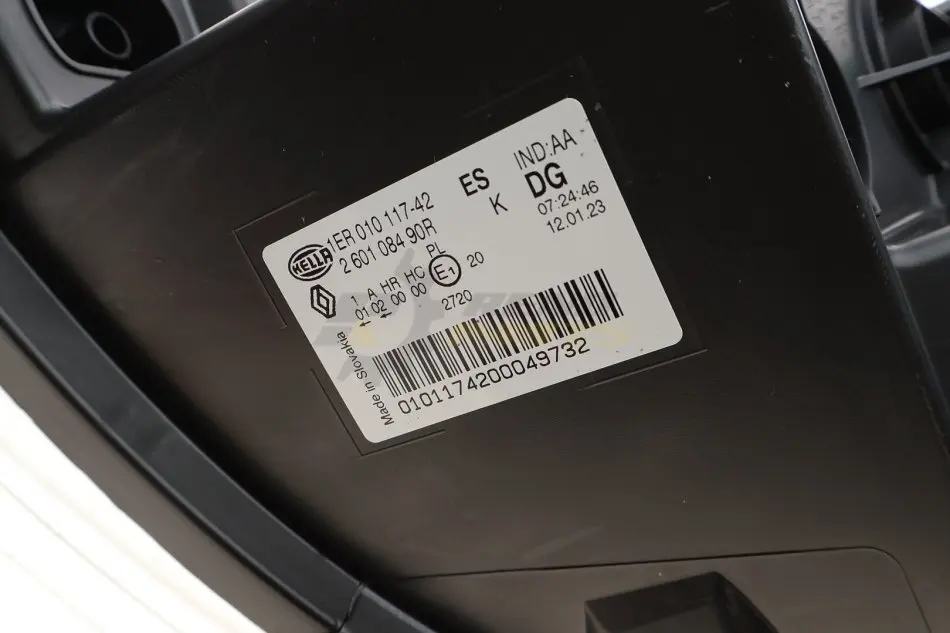 HELLA
1ER 010 117-42
2 601 084 90R
ES
K
IND:AA
DG
07:24:46
12.01.23
1 A HR HC PL
01 02 00 00
E1
20
2720
Made in Slovakia
0101174200049732